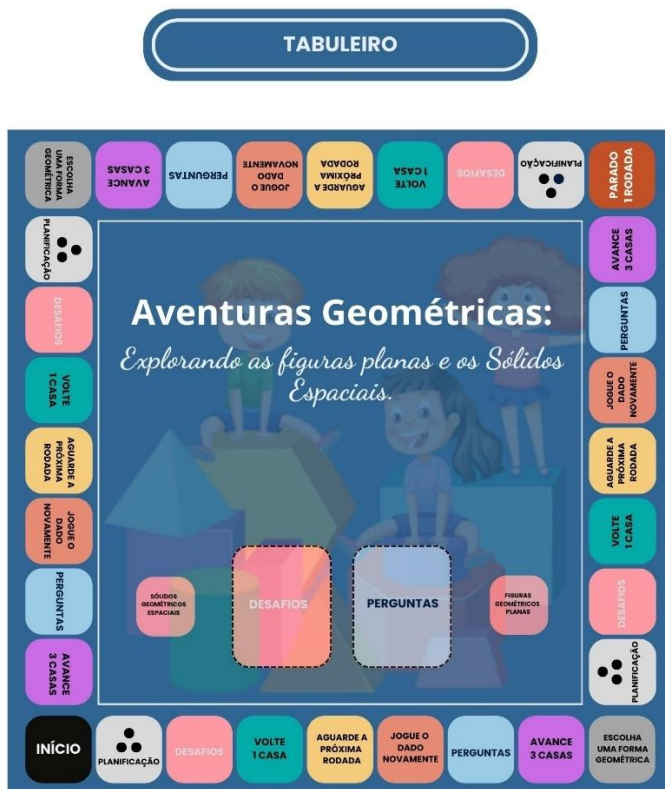 TABULEIRO
ESCOLHA
UMA FORMA
GEOMÉTRICA
AVANCE
3 CASAS
PERGUNTAS
JOGUE O
DADO
NOVAMENTE
AGUARDE A
PRÓXIMA
RODADA
VOLTE
1 CASA
DESAFIOS
PLANIFICAÇÃO
PARADO
1 RODADA
PLANIFICAÇÃO
DESAFIOS
VOLTE
1 CASA
AGUARDE A
PRÓXIMA
RODADA
JOGUE O
DADO
NOVAMENTE
PERGUNTAS
AVANCE
3 CASAS
Aventuras Geométricas:
Explorando as figuras planas e os Sólidos
Espaciais.
SÓLIDOS
GEOMÉTRICOS
ESPACIAIS
DESAFIOS
PERGUNTAS
FIGURAS
GEOMÉTRICOS
PLANAS
AVANCE
3 CASAS
PERGUNTAS
JOGUE O
DADO
NOVAMENTE
AGUARDE A
PRÓXIMA
RODADA
VOLTE
1 CASA
DESAFIOS
PLANIFICAÇÃO
INÍCIO
PLANIFICAÇÃO
DESAFIOS
VOLTE
1 CASA
AGUARDE A
PRÓXIMA
RODADA
JOGUE O
DADO
NOVAMENTE
PERGUNTAS
AVANCE
3 CASAS
ESCOLHA
UMA FORMA
GEOMÉTRICA